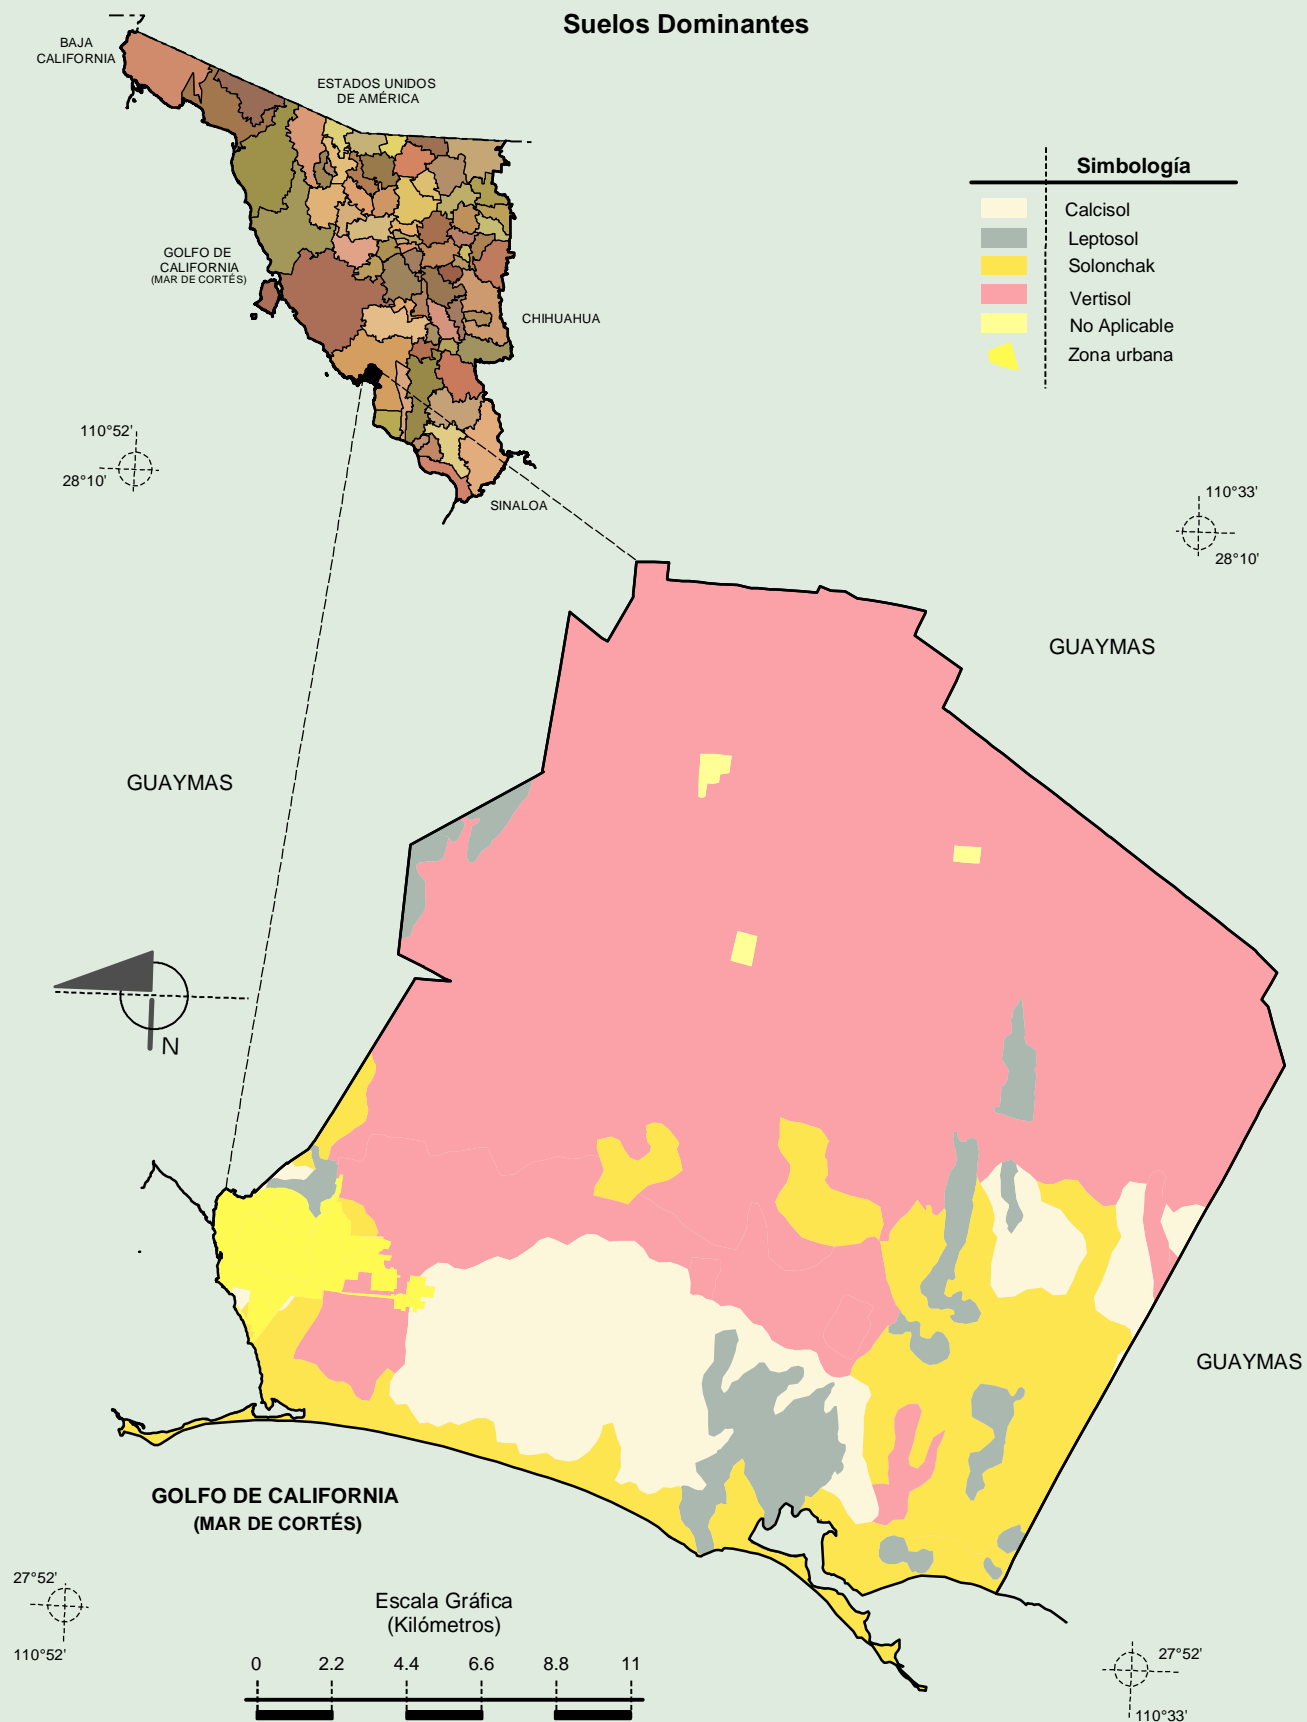 Suelos Dominantes
BAJA
CALIFORNIA
ESTADOS UNIDOS
DE AMÉRICA
GOLFO DE
CALIFORNIA
(MAR DE CORTÉS)
CHIHUAHUA
SINALOA
Simbología
Calcisol
Leptosol
Solonchak
Vertisol
No Aplicable
Zona urbana
110°52'
28°10'
110°33'
28°10'
GUAYMAS
GUAYMAS
N
GUAYMAS
GOLFO DE CALIFORNIA
(MAR DE CORTÉS)
27°52'
110°52'
Escala Gráfica
(Kilómetros)
0 2.2 4.4 6.6 8.8 11
27°52'
110°33'